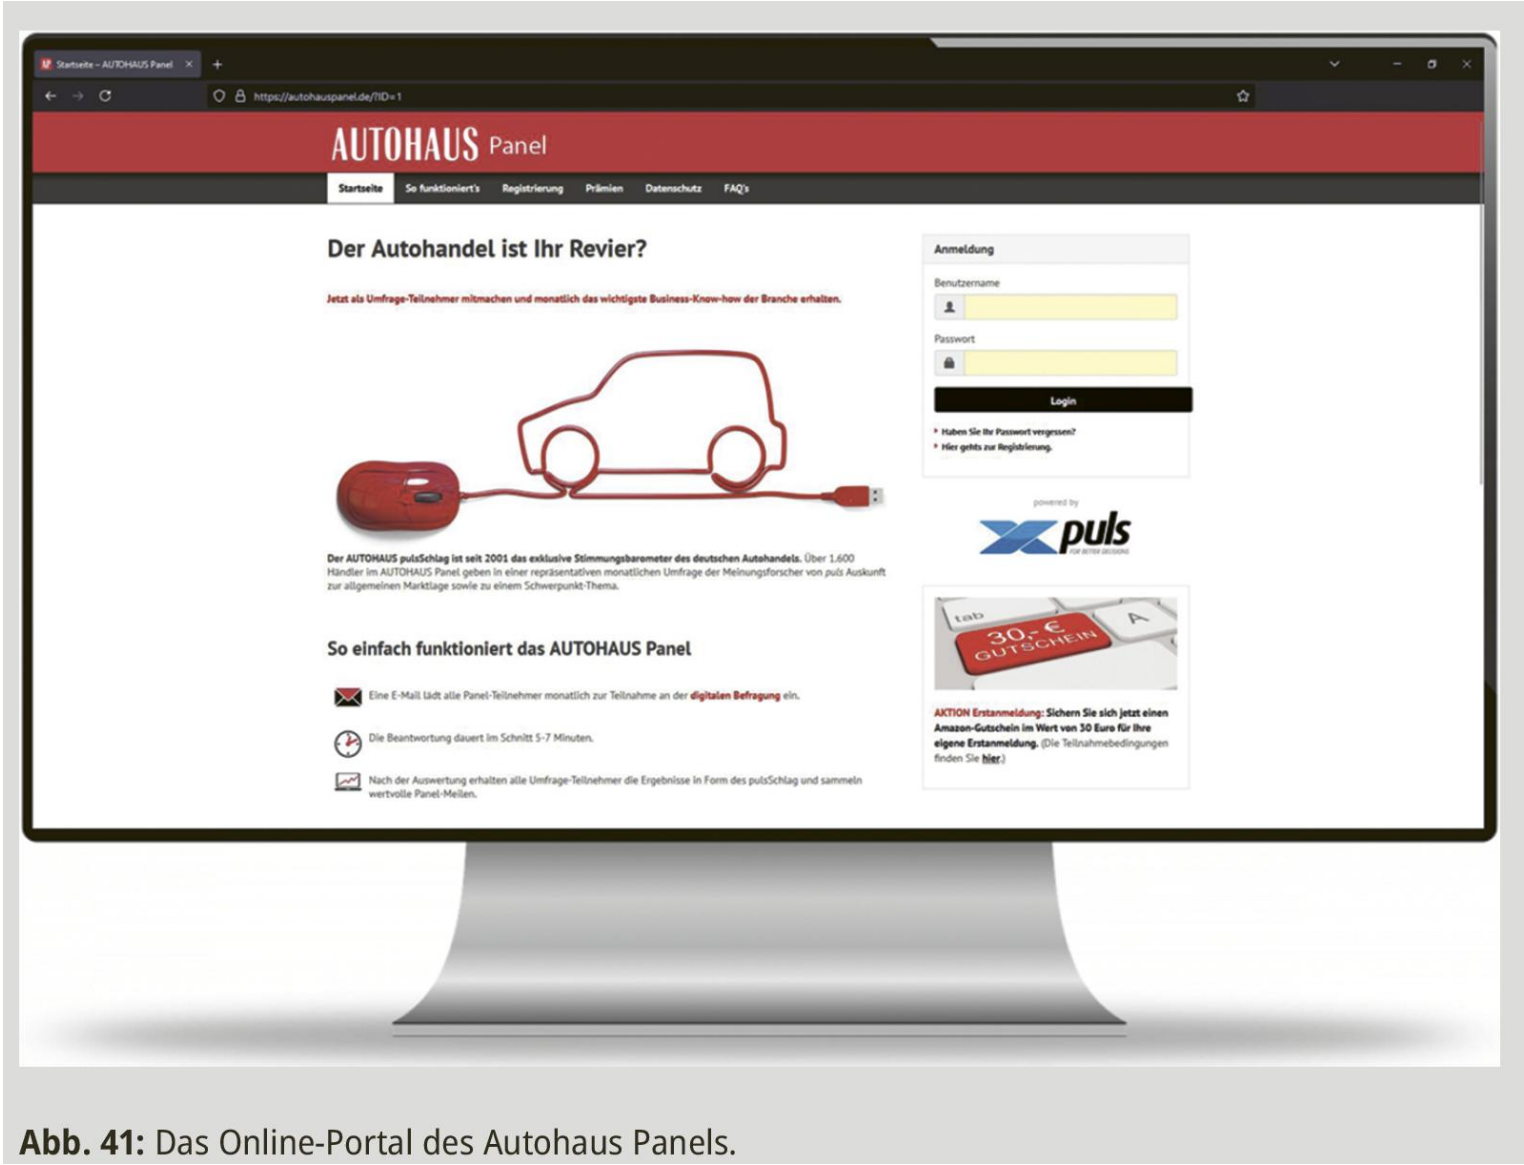 Startseite – AUTOHAUS Panel
https://autohauspanel.de/?ID=1
AUTOHAUS Panel
Startseite So funktioniert's Registrierung Prämien Datenschutz FAQ's
Der Autohandel ist Ihr Revier?
Jetzt als Umfrage-Teilnehmer mitmachen und monatlich das wichtigste Business-Know-how der Branche erhalten.
Der AUTOHAUS pulsSchlag ist seit 2001 das exklusive Stimmungsbarometer des deutschen Autohandels. Über 1.600
Händler im AUTOHAUS Panel geben in einer repräsentativen monatlichen Umfrage der Meinungsforscher von puls Auskunft
zur allgemeinen Marktlage sowie zu einem Schwerpunkt-Thema.
So einfach funktioniert das AUTOHAUS Panel
Eine E-Mail lädt alle Panel-Teilnehmer monatlich zur Teilnahme an der digitalen Befragung ein.
Die Beantwortung dauert im Schnitt 5-7 Minuten.
Nach der Auswertung erhalten alle Umfrage-Teilnehmer die Ergebnisse in Form des pulsSchlag und sammeln
wertvolle Panel-Meilen.
Anmeldung
Benutzername
Passwort
Login
Haben Sie Ihr Passwort vergessen?
Hier gehts zur Registrierung.
powered by
puls
FOR BETTER DECISIONS
tab
A
30,- €
GUTSCHEIN
AKTION Erstanmeldung: Sichern Sie sich jetzt einen
Amazon-Gutschein im Wert von 30 Euro für Ihre
eigene Erstanmeldung. (Die Teilnahmebedingungen
finden Sie hier.)
Abb. 41: Das Online-Portal des Autohaus Panels.